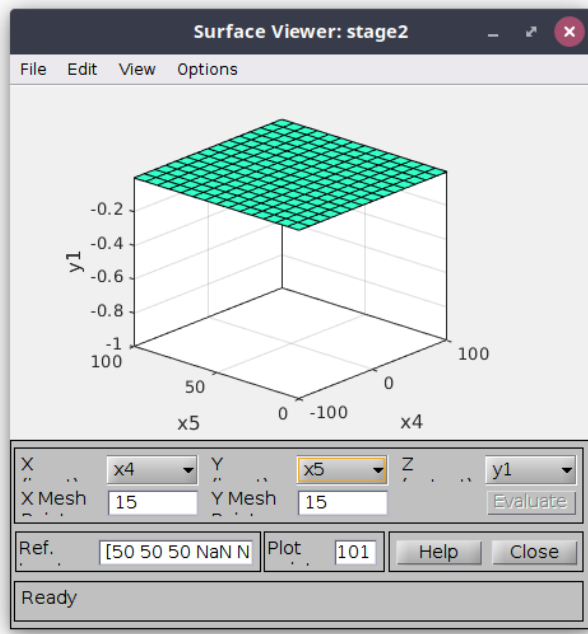 Surface Viewer: stage2
File Edit View Options
-0.2
-0.4
-0.6
-0.8
-1
y1
100
50
0
x5
-100
0
100
x4
X x4 Y x5 Z y1
X Mesh 15 Y Mesh 15 Evaluate
Ref. [50 50 50 NaN N Plot 101 Help Close
Ready